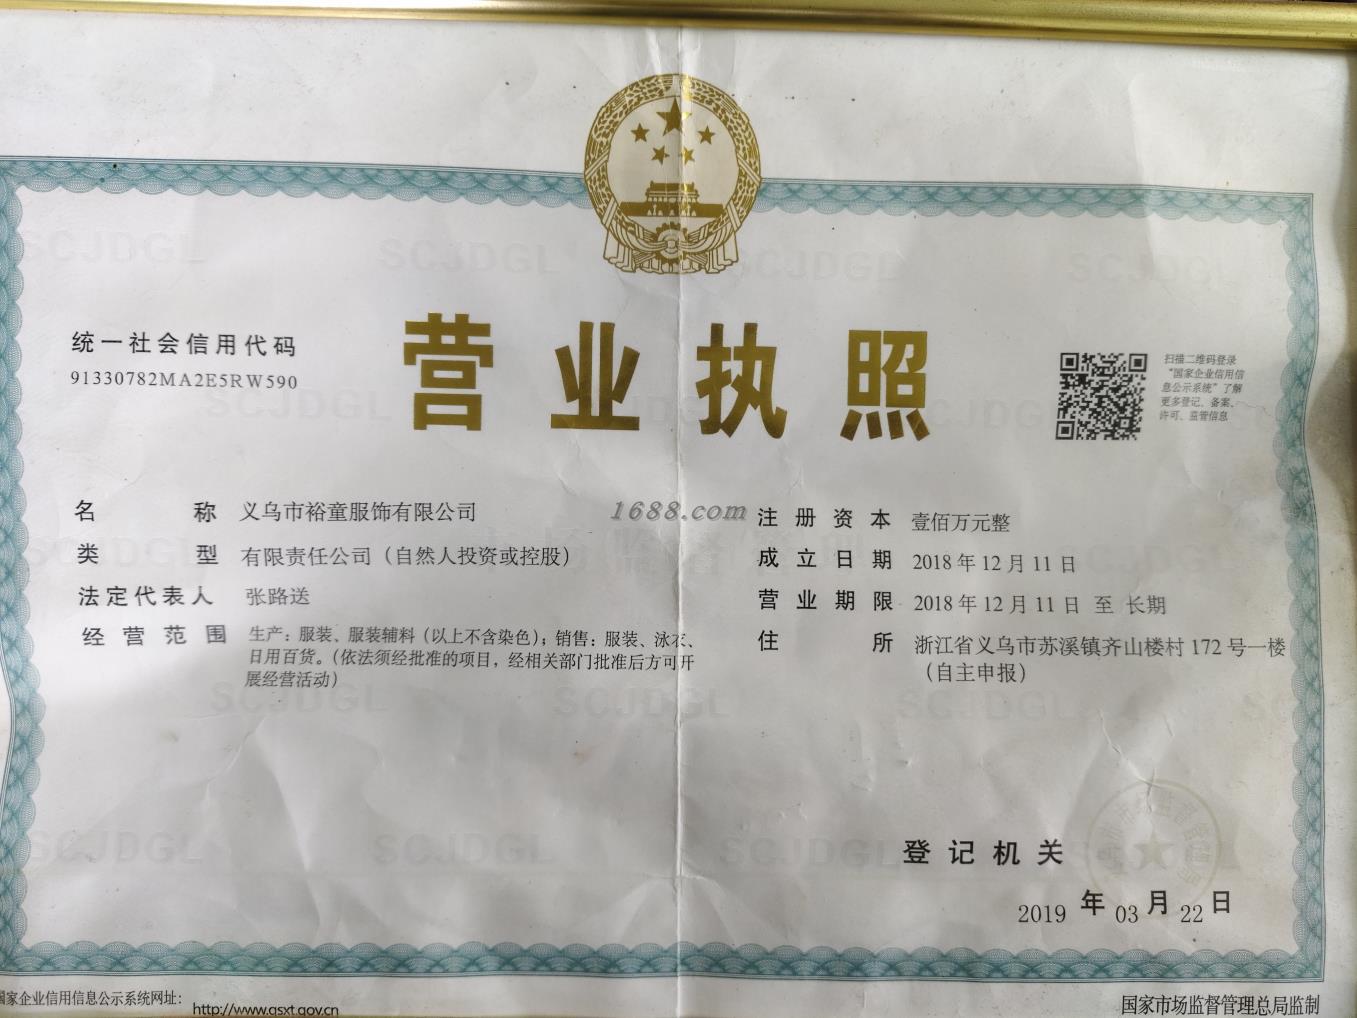 营业执照
统一社会信用代码
91330782MA2E5RW590
扫描二维码登录
“国家企业信用信
息公示系统”了解
更多登记、备案、
许可、监管信息
名称 义乌市裕童服饰有限公司
类型 有限责任公司（自然人投资或控股）
法定代表人 张路送
经营范围 生产：服装、服装辅料（以上不含染色）；销售：服装、泳衣、
日用百货。（依法须经批准的项目，经相关部门批准后方可开
展经营活动）
1688.com
注册资本 壹佰万元整
成立日期 2018年12月11日
营业期限 2018年12月11日 至 长期
住所 浙江省义乌市苏溪镇齐山楼村172号一楼
（自主申报）
登记机关
2019 年 03 月 22 日
国家企业信用信息公示系统网址：
http://www.gsxt.gov.cn
国家市场监督管理总局监制
SCJDGL